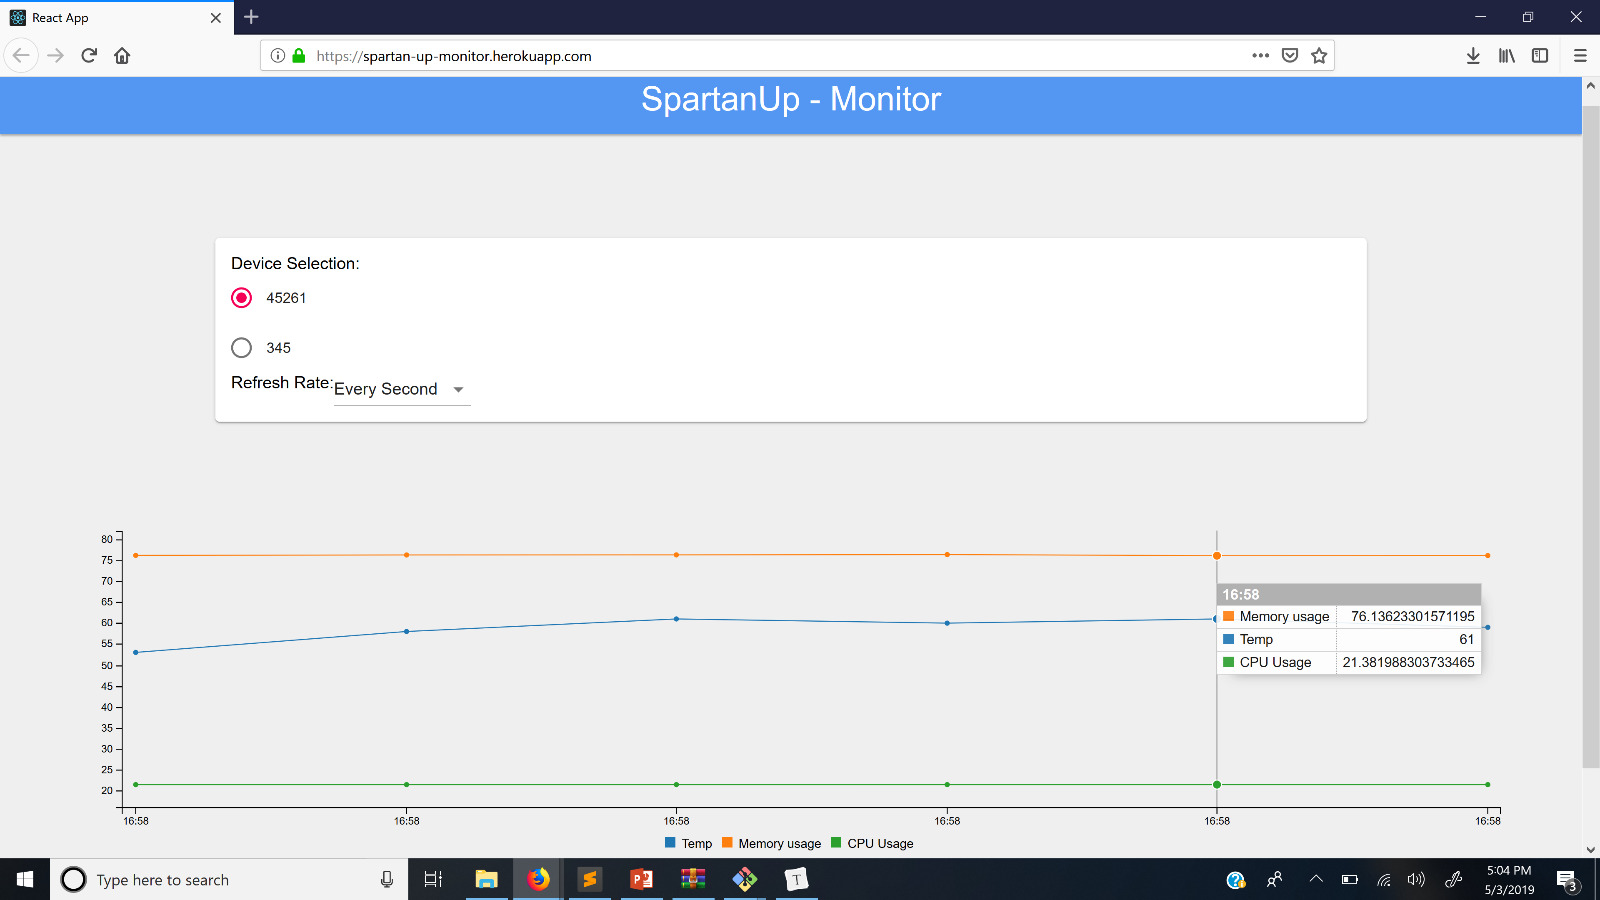 React App
https://spartan-up-monitor.herokuapp.com
SpartanUp - Monitor
Device Selection:
45261
345
Refresh Rate: Every Second
80
75
70
65
60
55
50
45
40
35
30
25
20
16:58
Memory usage 76.13623301571195
Temp 61
CPU Usage 21.381988303733465
16:58 16:58 16:58 16:58 16:58 16:58
Temp Memory usage CPU Usage
Type here to search
T
5:04 PM
5/3/2019
3